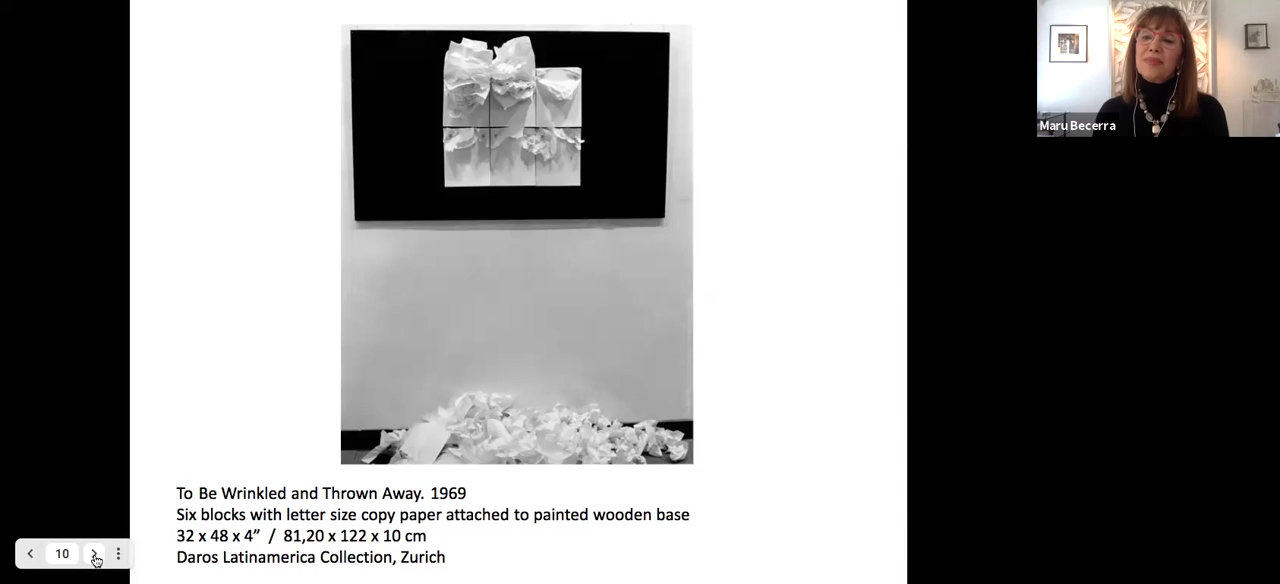 Maru Becerra
To Be Wrinkled and Thrown Away. 1969
Six blocks with letter size copy paper attached to painted wooden base
32 x 48 x 4” / 81,20 x 122 x 10 cm
Daros Latinamerica Collection, Zurich
10